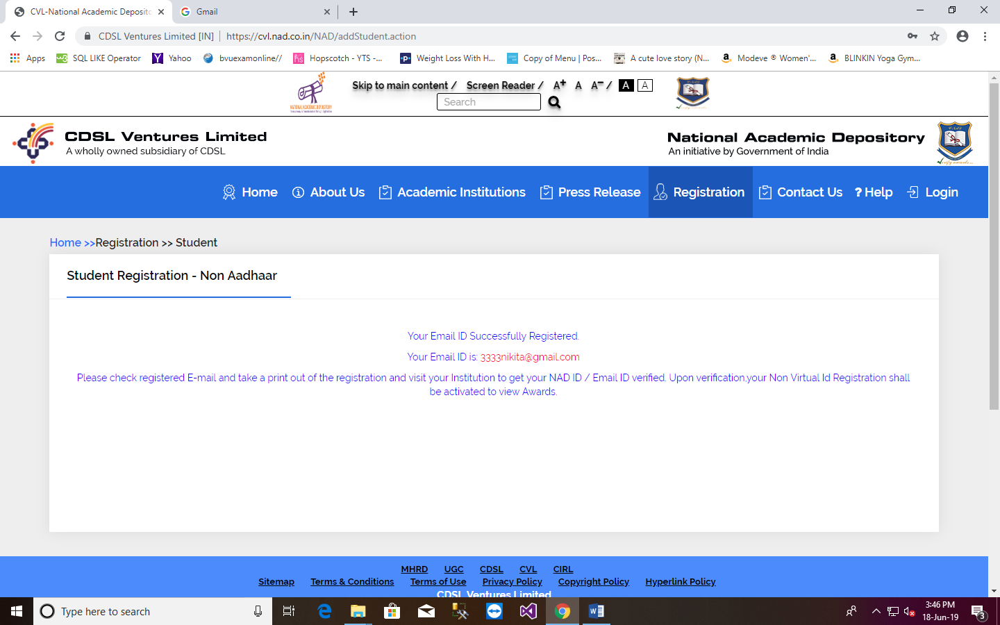 CVL-National Academic Deposito
Gmail
CDSL Ventures Limited [IN]
https://cvl.nad.co.in/NAD/addStudent.action
Apps
SQL LIKE Operator
Yahoo
bvuexamonline//
Hopscotch - YTS -...
Weight Loss With H...
Copy of Menu | Pos...
A cute love story (N...
Modeve ® Women'...
BLINKIN Yoga Gym...
NATIONAL ACADEMIC DEPOSITORY
Skip to main content / Screen Reader / A+ A A− / A A
Search
CDSL Ventures Limited
A wholly owned subsidiary of CDSL
National Academic Depository
An initiative by Government of India
Home
About Us
Academic Institutions
Press Release
Registration
Contact Us
? Help
Login
Home >>Registration >> Student
Student Registration - Non Aadhaar
Your Email ID Successfully Registered.
Your Email ID is: 3333nikita@gmail.com
Please check registered E-mail and take a print out of the registration and visit your Institution to get your NAD ID / Email ID verified. Upon verification,your Non Virtual Id Registration shall
be activated to view Awards.
MHRD UGC CDSL CVL CIRL
Sitemap Terms & Conditions Terms of Use Privacy Policy Copyright Policy Hyperlink Policy
CDSL Ventures Limited
Type here to search
3:46 PM
18-Jun-19
3